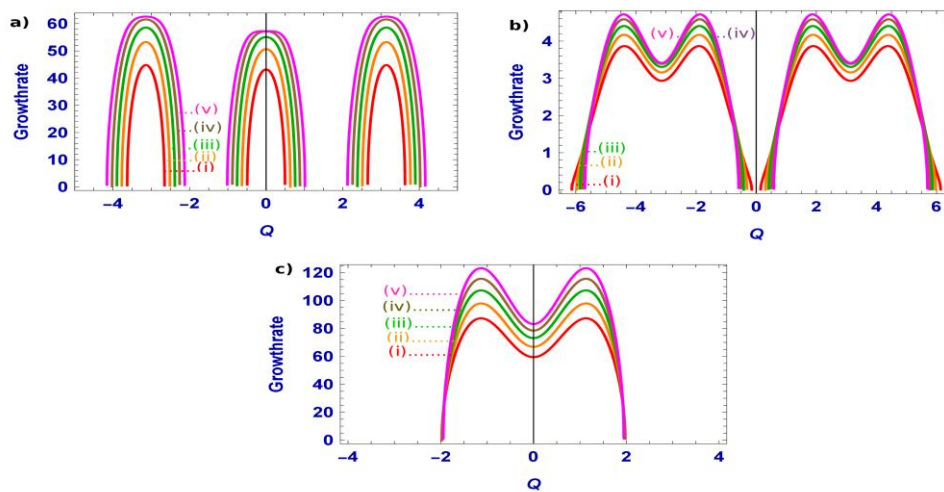 a)
Growthrate
60
50
40
30
20
10
0
(v)
(iv)
(iii)
(ii)
(i)
−4 −2 0 2 4
Q
b)
Growthrate
4
3
2
1
0
(v) (iv)
(iii)
(ii)
(i)
−6 −4 −2 0 2 4 6
Q
c)
Growthrate
120
100
80
60
40
20
0
(v)
(iv)
(iii)
(ii)
(i)
−4 −2 0 2 4
Q